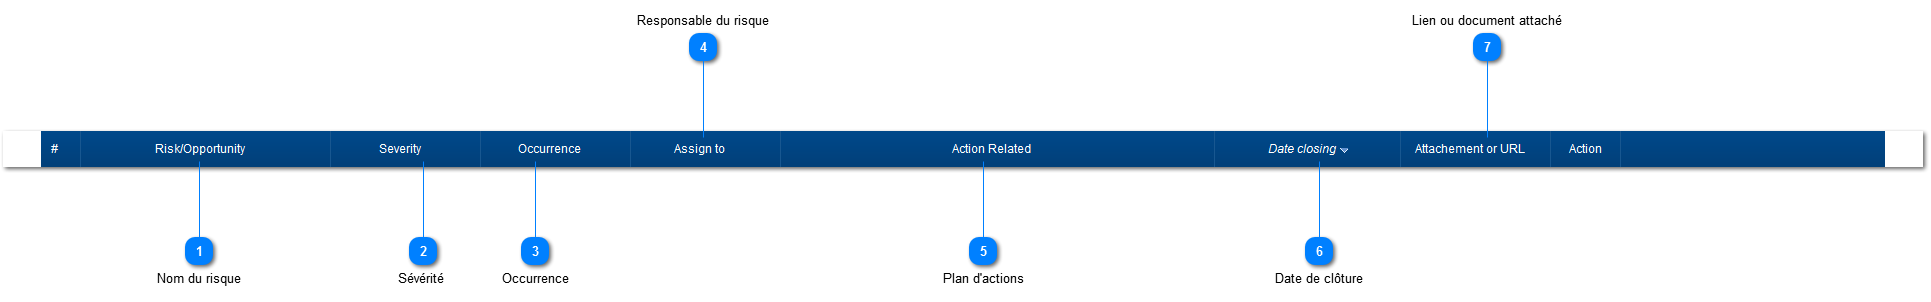 Responsable du risque
Lien ou document attaché
4
7
# Risk/Opportunity Severity Occurrence Assign to Action Related Date closing Attachement or URL Action
1
2
3
5
6
Nom du risque
Sévérité
Occurrence
Plan d'actions
Date de clôture